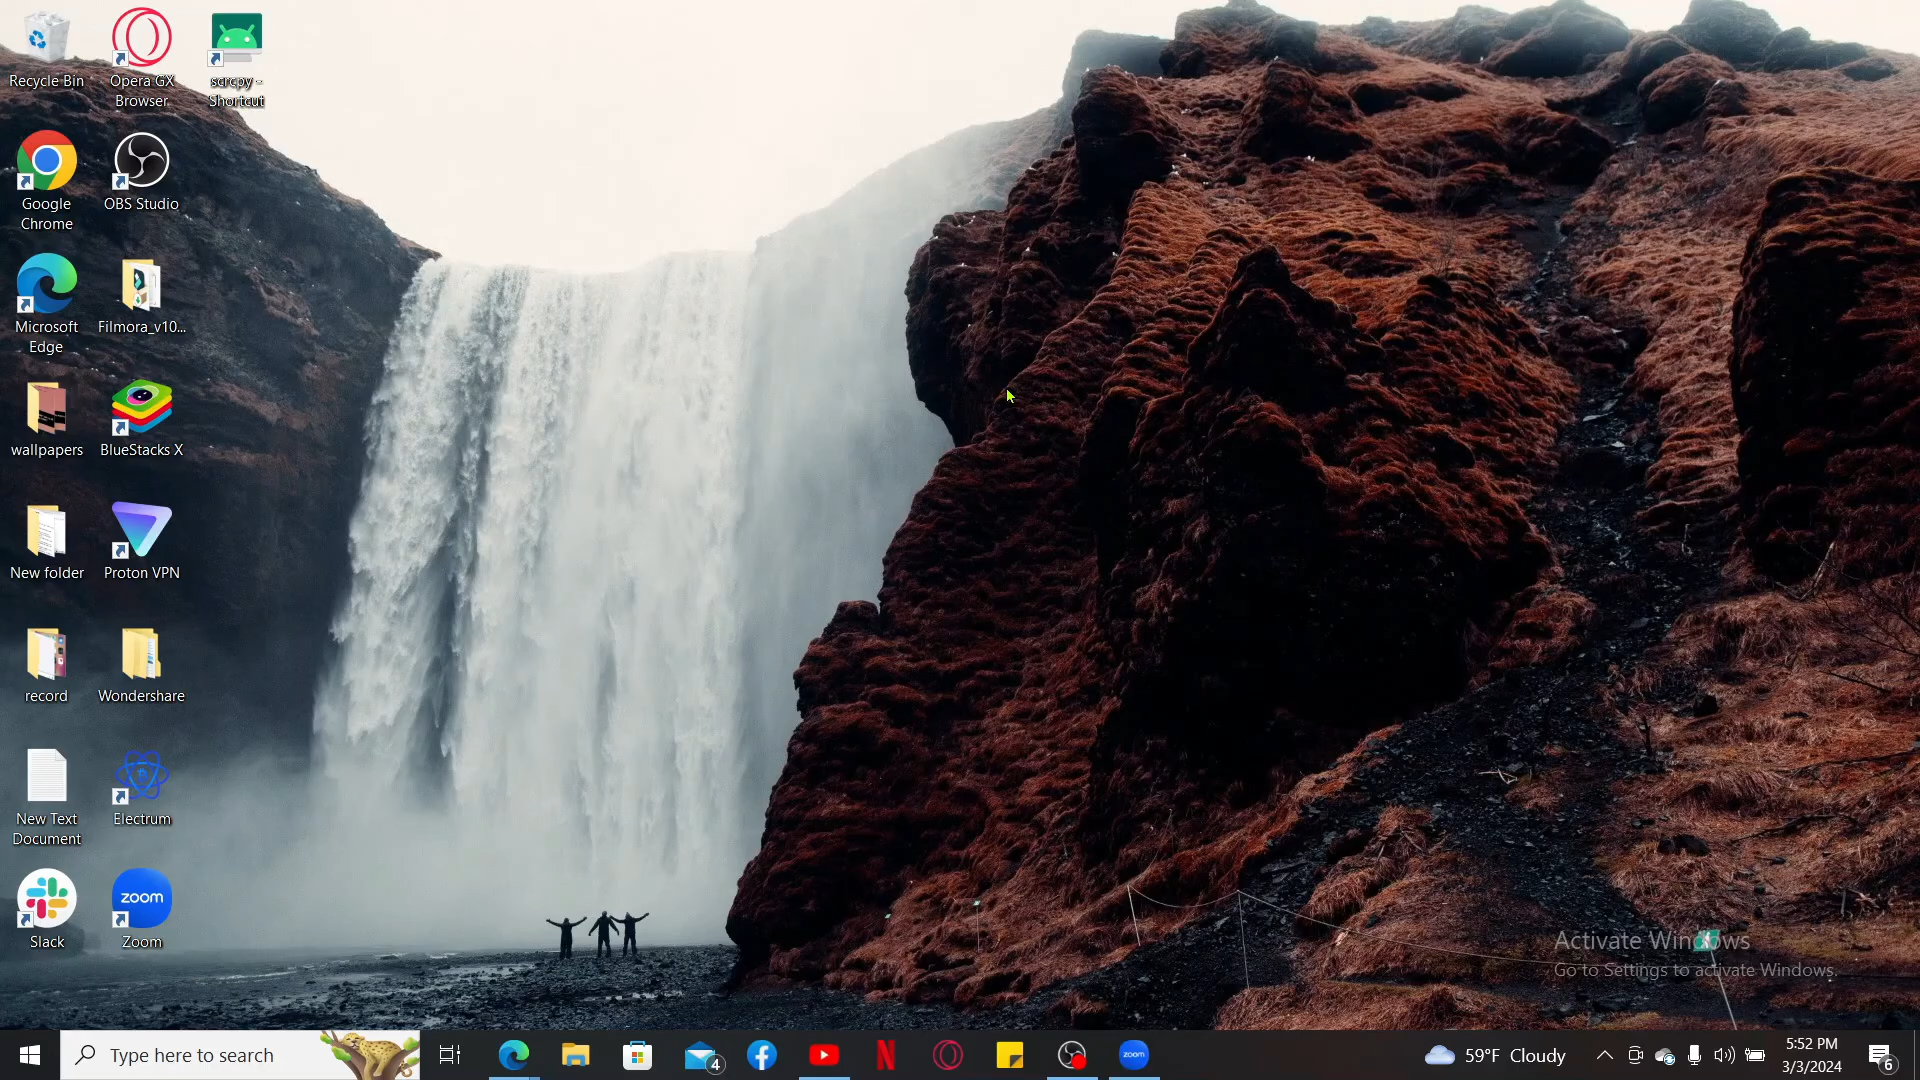 Recycle Bin
Opera GX
Browser
scrcpy -
Shortcut
Google
Chrome
OBS Studio
Microsoft
Edge
Filmora_v10...
wallpapers
BlueStacks X
New folder
Proton VPN
record
Wondershare
New Text
Document
Electrum
Slack
zoom
Zoom
Activate Windows
Go to Settings to activate Windows.
Type here to search
4
zoom
59°F Cloudy
5:52 PM
3/3/2024
6